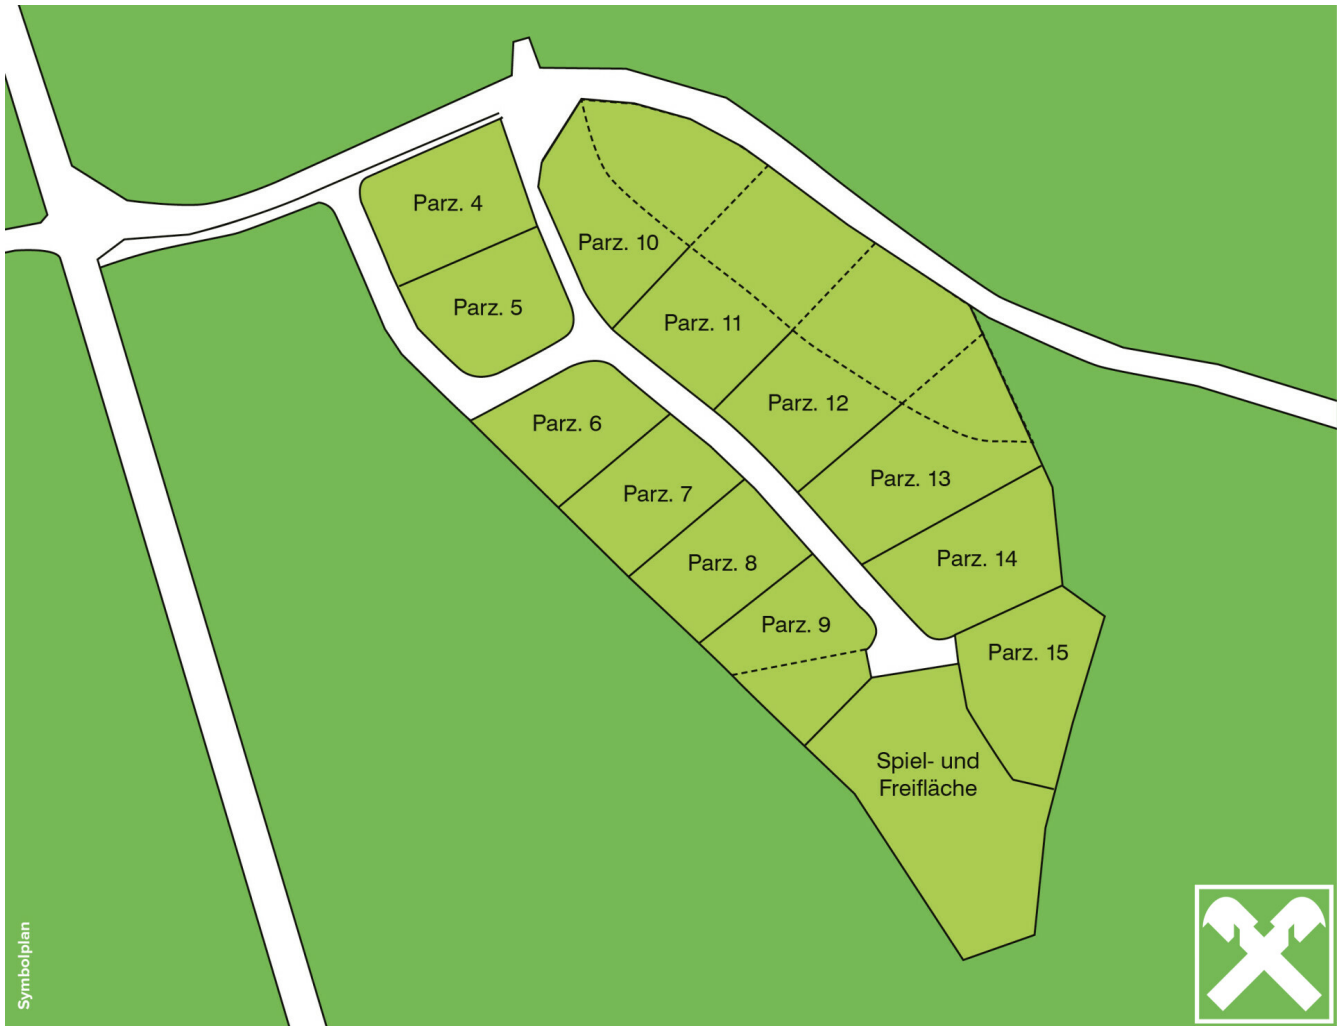 Parz. 4
Parz. 10
Parz. 5
Parz. 11
Parz. 12
Parz. 6
Parz. 13
Parz. 7
Parz. 14
Parz. 8
Parz. 9
Parz. 15
Spiel- und
Freifläche
Symbolplan